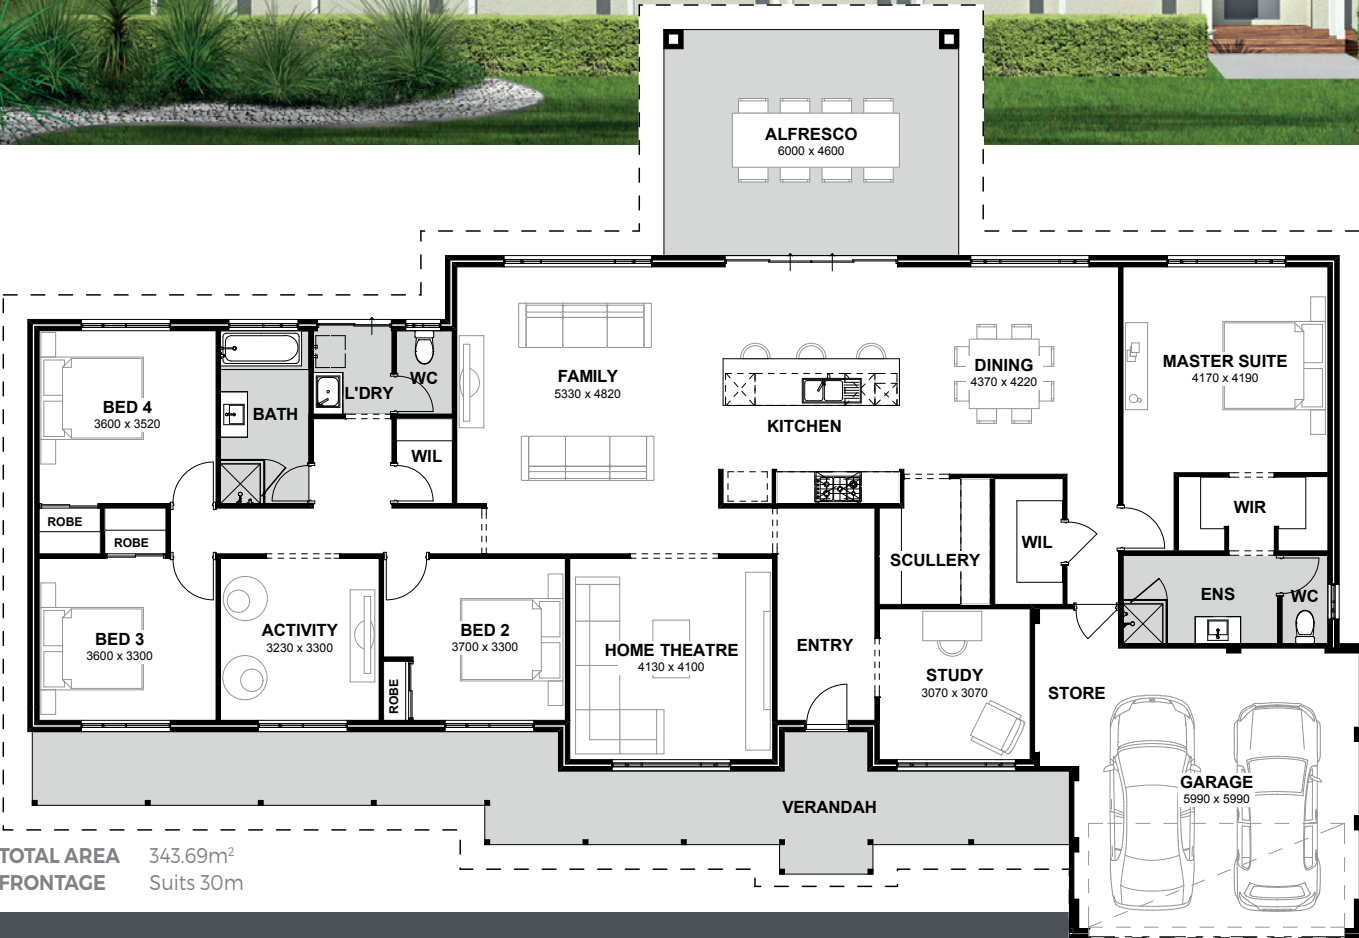 ALFRESCO
6000 x 4600
FAMILY
5330 x 4820
KITCHEN
DINING
4370 x 4220
MASTER SUITE
4170 x 4190
BED 4
3600 x 3520
BATH
L'DRY
WC
WIL
ROBE
ROBE
WIR
WIL
SCULLERY
ENS
WC
BED 3
3600 x 3300
ACTIVITY
3230 x 3300
BED 2
3700 x 3300
ROBE
HOME THEATRE
4130 x 4100
ENTRY
STUDY
3070 x 3070
STORE
GARAGE
5990 x 5990
VERANDAH
TOTAL AREA 343.69m²
FRONTAGE Suits 30m